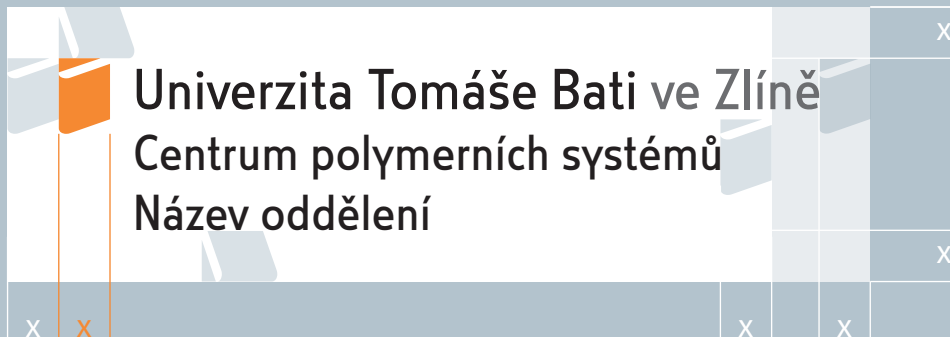 X
Univerzita Tomáše Bati ve Zlíně
Centrum polymerních systémů
Název oddělení
X
X X X X